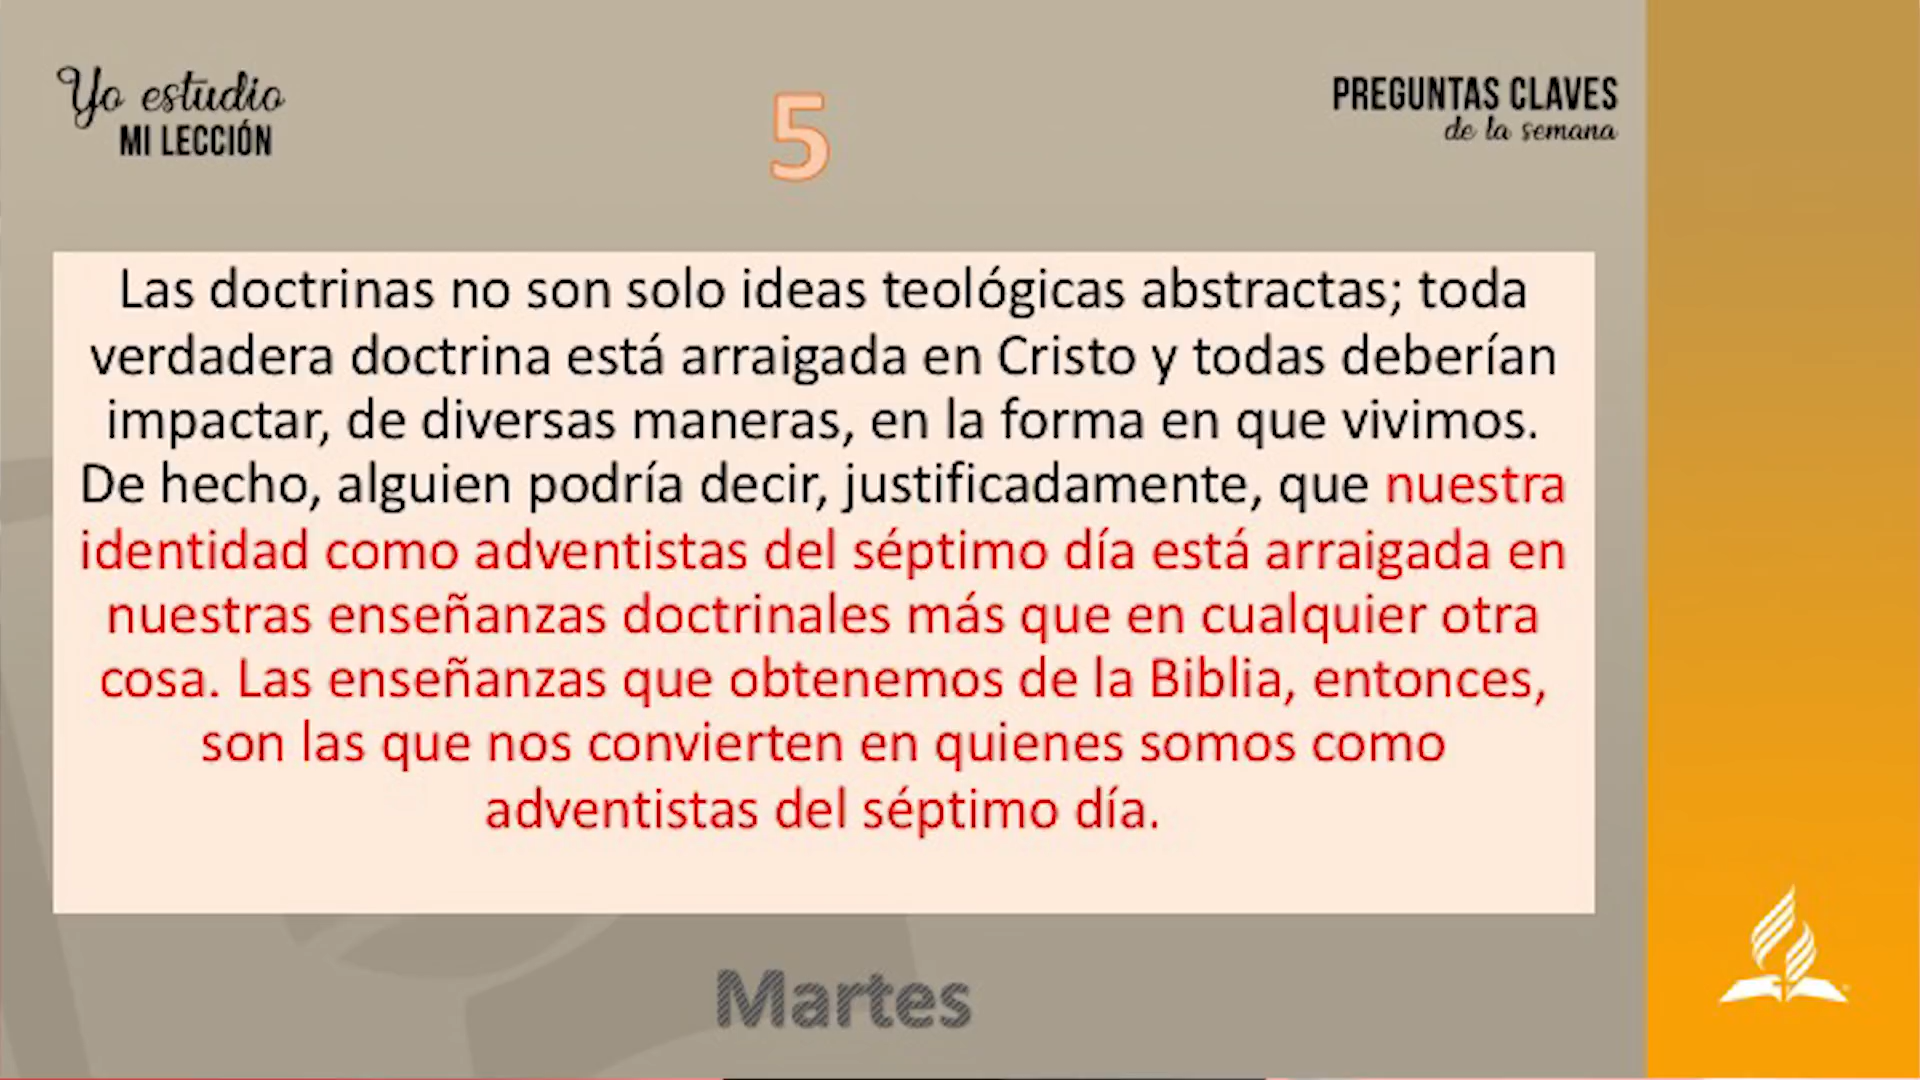 Yo estudio
MI LECCIÓN
5
PREGUNTAS CLAVES
de la semana
Las doctrinas no son solo ideas teológicas abstractas; toda
verdadera doctrina está arraigada en Cristo y todas deberían
impactar, de diversas maneras, en la forma en que vivimos.
De hecho, alguien podría decir, justificadamente, que nuestra
identidad como adventistas del séptimo día está arraigada en
nuestras enseñanzas doctrinales más que en cualquier otra
cosa. Las enseñanzas que obtenemos de la Biblia, entonces,
son las que nos convierten en quienes somos como
adventistas del séptimo día.
Martes